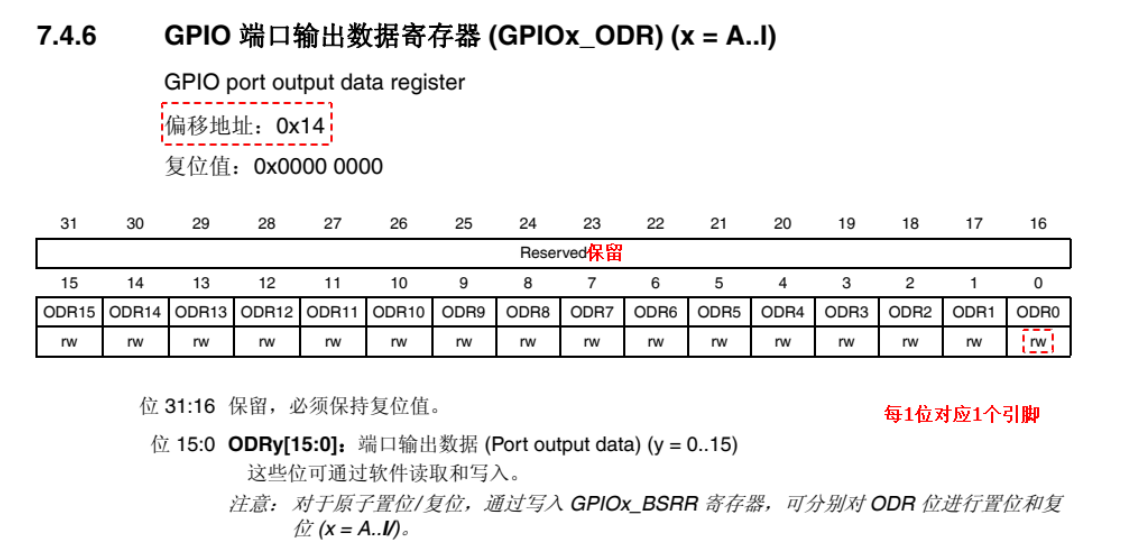 7.4.6 GPIO 端口输出数据寄存器 (GPIOx_ODR) (x = A..I)
GPIO port output data register
偏移地址：0x14
复位值：0x0000 0000
31 30 29 28 27 26 25 24 23 22 21 20 19 18 17 16
Reserved保留
15 14 13 12 11 10 9 8 7 6 5 4 3 2 1 0
ODR15 ODR14 ODR13 ODR12 ODR11 ODR10 ODR9 ODR8 ODR7 ODR6 ODR5 ODR4 ODR3 ODR2 ODR1 ODR0
rw rw rw rw rw rw rw rw rw rw rw rw rw rw rw rw
位 31:16 保留，必须保持复位值。
每1位对应1个引脚
位 15:0 ODRy[15:0]：端口输出数据 (Port output data) (y = 0..15)
这些位可通过软件读取和写入。
注意： 对于原子置位/复位，通过写入 GPIOx_BSRR 寄存器，可分别对 ODR 位进行置位和复
位 (x = A..I/)。